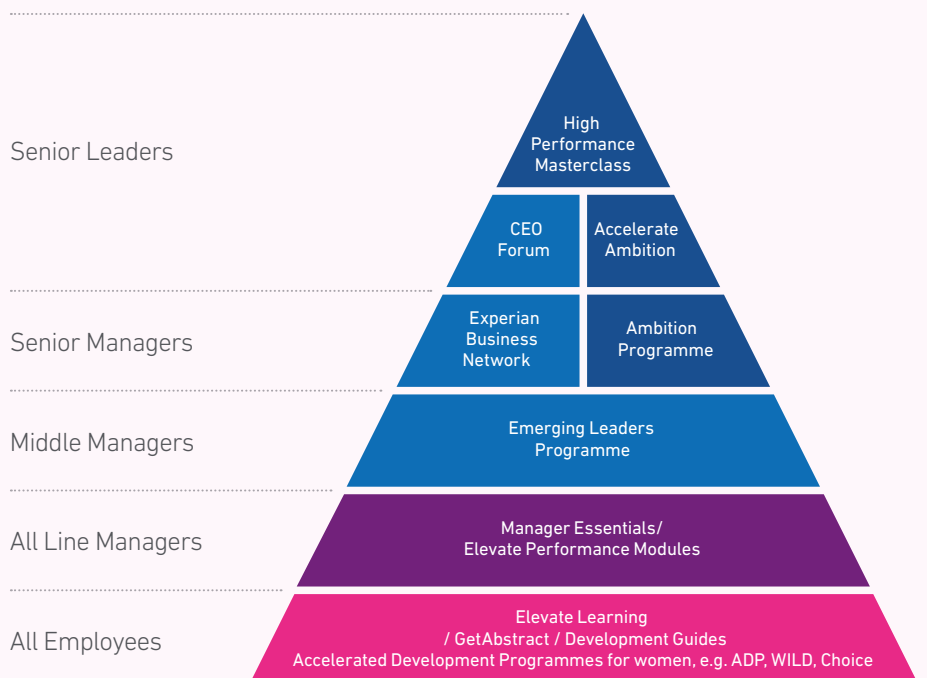 High
Performance
Masterclass
Senior Leaders
CEO
Forum
Accelerate
Ambition
Senior Managers
Experian
Business
Network
Ambition
Programme
Middle Managers
Emerging Leaders
Programme
All Line Managers
Manager Essentials/
Elevate Performance Modules
All Employees
Elevate Learning
/ GetAbstract / Development Guides
Accelerated Development Programmes for women, e.g. ADP, WILD, Choice